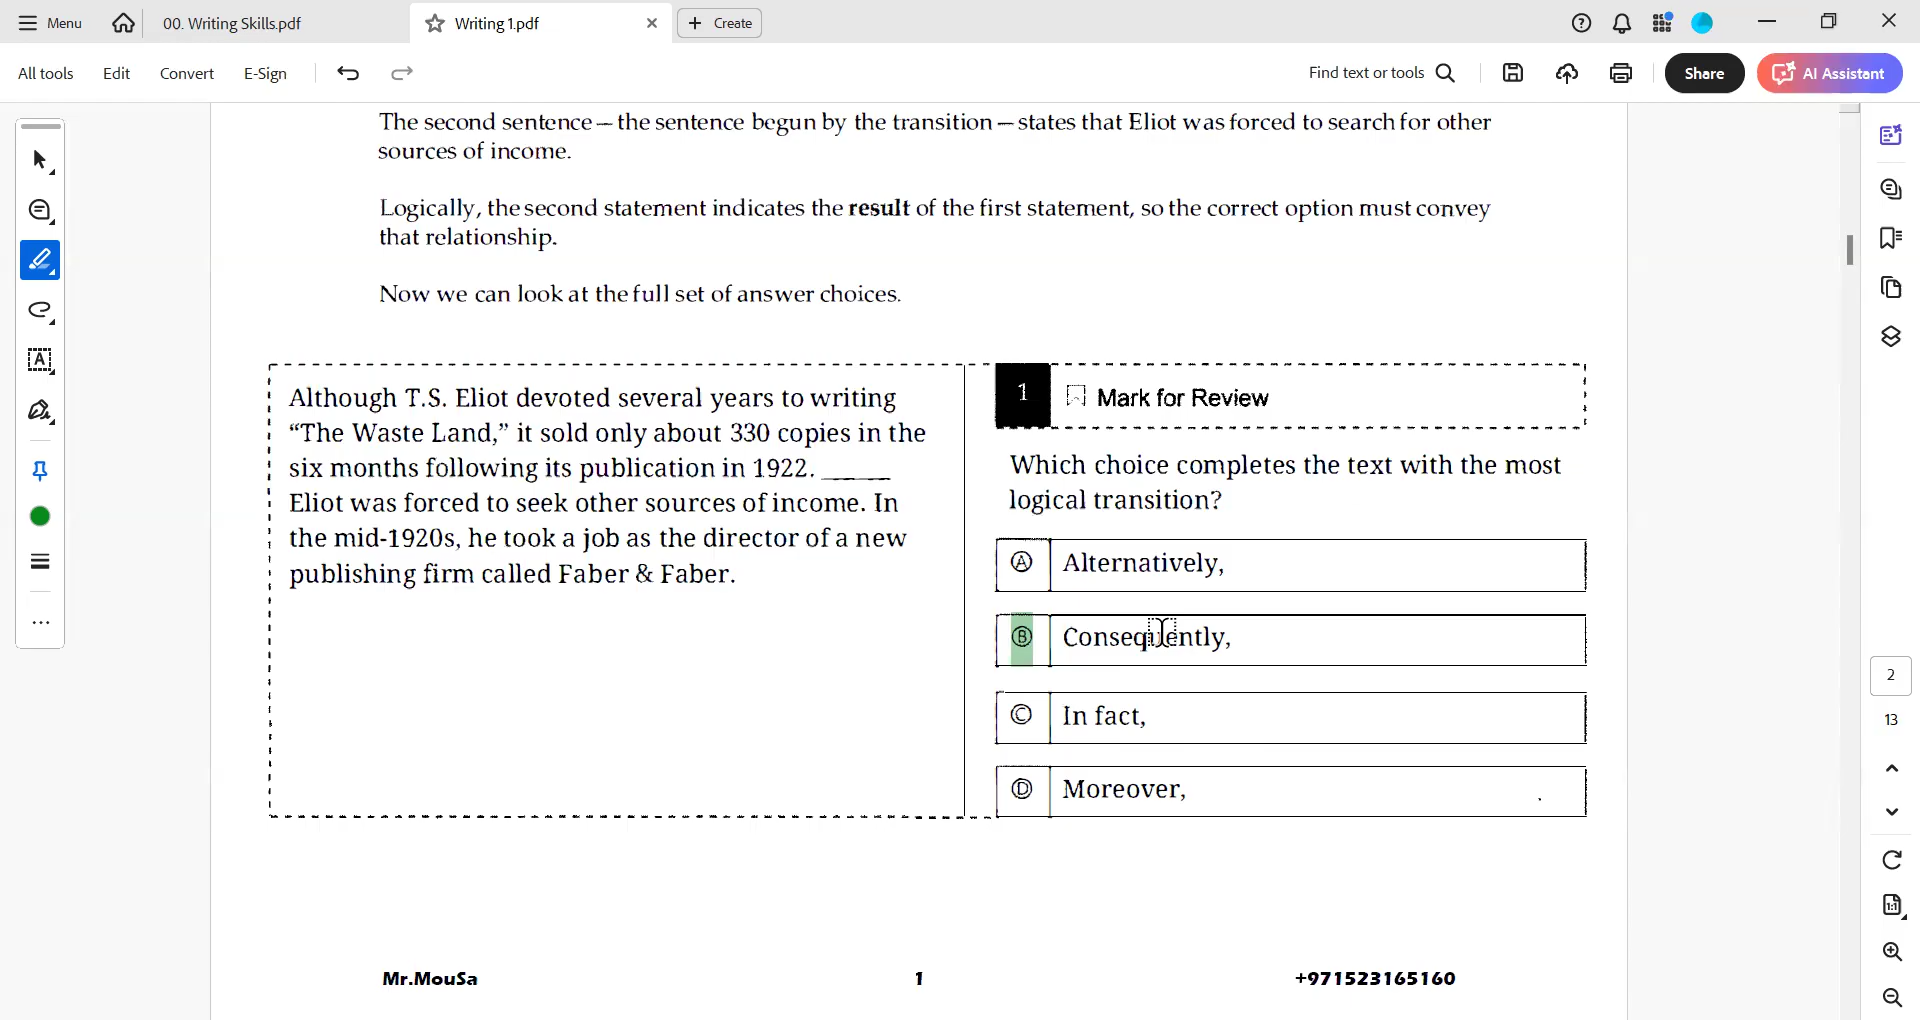 Menu
00. Writing Skills.pdf
Writing 1.pdf
Create
All tools
Edit
Convert
E-Sign
Find text or tools
Share
AI Assistant
The second sentence – the sentence begun by the transition – states that Eliot was forced to search for other
sources of income.
Logically, the second statement indicates the result of the first statement, so the correct option must convey
that relationship.
Now we can look at the full set of answer choices.
Although T.S. Eliot devoted several years to writing
“The Waste Land,” it sold only about 330 copies in the
six months following its publication in 1922. _____
Eliot was forced to seek other sources of income. In
the mid-1920s, he took a job as the director of a new
publishing firm called Faber & Faber.
1
Mark for Review
Which choice completes the text with the most
logical transition?
A Alternatively,
B Consequently,
C In fact,
D Moreover,
2
13
Mr.MouSa
1
+971523165160